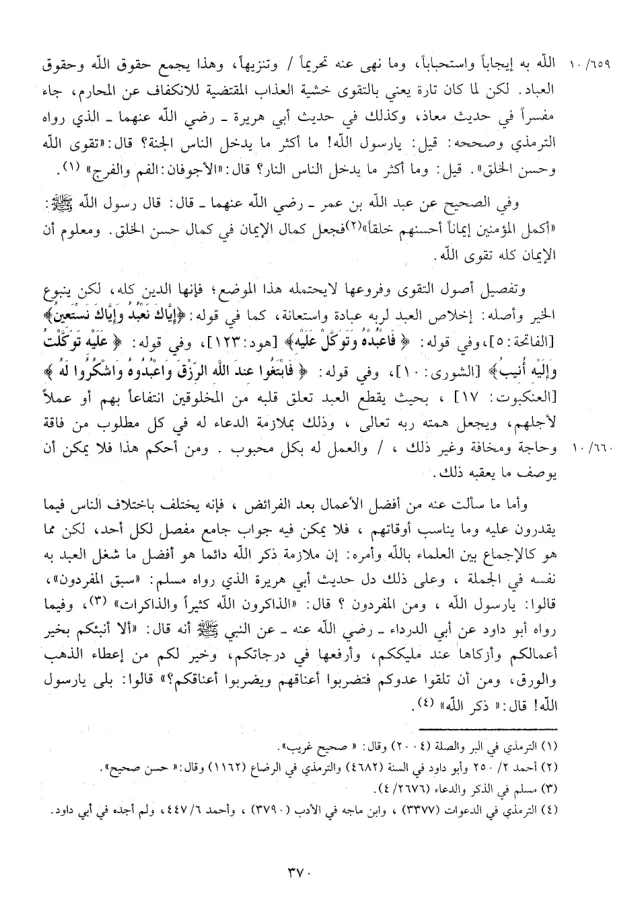 الله به إيجاباً واستحباباً، وما نهى عنه تحريماً / وتنزيهاً، وهذا يجمع حقوق الله وحقوق ١٠/٦٥٩
العباد. لكن لما كان تارة يعني بالتقوى خشية العذاب المقتضية للانكفاف عن المحارم، جاء
مفسراً في حديث معاذ، وكذلك في حديث أبي هريرة ـ رضي الله عنهما ـ الذي رواه
الترمذي وصححه: قيل: يارسول الله! ما أكثر ما يدخل الناس الجنة؟ قال: «تقوى الله
وحسن الخلق». قيل: وما أكثر ما يدخل الناس النار؟ قال: «الأجوفان: الفم والفرج» (١).
وفي الصحيح عن عبد الله بن عمر ـ رضي الله عنهما ـ قال: قال رسول الله ﷺ:
«أكمل المؤمنين إيماناً أحسنهم خلقاً»(٢) فجعل كمال الإيمان في كمال حسن الخلق. ومعلوم أن
الإيمان كله تقوى الله.
وتفصيل أصول التقوى وفروعها لايحتمله هذا الموضع؛ فإنها الدين كله، لكن ينبوع
الخير وأصله: إخلاص العبد لربه عبادة واستعانة، كما في قوله: ﴿إِيَّاكَ نَعْبُدُ وَإِيَّاكَ نَسْتَعِينُ﴾
[الفاتحة:٥]، وفي قوله: ﴿ فَاعْبُدْهُ وَتَوَكَّلْ عَلَيْهِ﴾ [هود:١٢٣]، وفي قوله: ﴿ عَلَيْهِ تَوَكَّلْتُ
وَإِلَيْهِ أُنِيبُ﴾ [الشورى:١٠]، وفي قوله: ﴿ فَابْتَغُوا عِندَ اللَّهِ الرِّزْقَ وَاعْبُدُوهُ وَاشْكُرُوا لَهُ ﴾
[العنكبوت: ١٧] ، بحيث يقطع العبد تعلق قلبه من المخلوقين انتفاعاً بهم أو عملاً
لأجلهم، ويجعل همته ربه تعالى ، وذلك بملازمة الدعاء له في كل مطلوب من فاقة
وحاجة ومخافة وغير ذلك ، / والعمل له بكل محبوب . ومن أحكم هذا فلا يمكن أن ١٠/٦٦٠
يوصف ما يعقبه ذلك.
وأما ما سألت عنه من أفضل الأعمال بعد الفرائض ، فإنه يختلف باختلاف الناس فيما
يقدرون عليه وما يناسب أوقاتهم ، فلا يمكن فيه جواب جامع مفصل لكل أحد، لكن مما
هو كالإجماع بين العلماء بالله وأمره: إن ملازمة ذكر الله دائما هو أفضل ما شغل العبد به
نفسه في الجملة ، وعلى ذلك دل حديث أبي هريرة الذي رواه مسلم: «سبق المفردون»،
قالوا: يارسول الله ، ومن المفردون ؟ قال: «الذاكرون الله كثيراً والذاكرات» (٣)، وفيما
رواه أبو داود عن أبي الدرداء ـ رضي الله عنه ـ عن النبي ﷺ أنه قال: «ألا أنبئكم بخير
أعمالكم وأزكاها عند مليككم، وأرفعها في درجاتكم، وخير لكم من إعطاء الذهب
والورق، ومن أن تلقوا عدوكم فتضربوا أعناقهم ويضربوا أعناقكم؟» قالوا: بلى يارسول
الله! قال: « ذكر الله» (٤).
(١) الترمذي في البر والصلة (٢٠٠٤) وقال: « صحيح غريب».
(٢) أحمد ٢/ ٢٥٠ وأبو داود في السنة (٤٦٨٢) والترمذي في الرضاع (١١٦٢) وقال: « حسن صحيح».
(٣) مسلم في الذكر والدعاء (٢٦٧٦/ ٤).
(٤) الترمذي في الدعوات (٣٣٧٧) ، وابن ماجه في الأدب (٣٧٩٠) ، وأحمد ٤٤٧/٦، ولم أجده في أبي داود.
٣٧٠